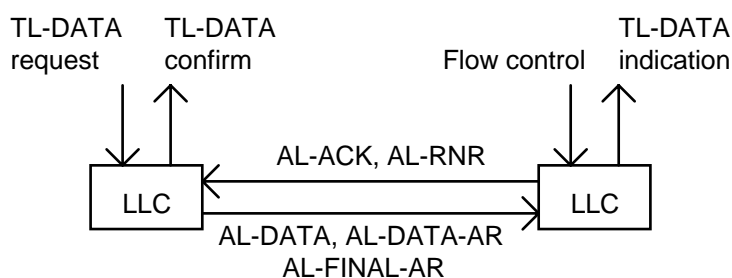 TL-DATA request
TL-DATA confirm
Flow control
TL-DATA indication
AL-ACK, AL-RNR
LLC
LLC
AL-DATA, AL-DATA-AR
AL-FINAL-AR